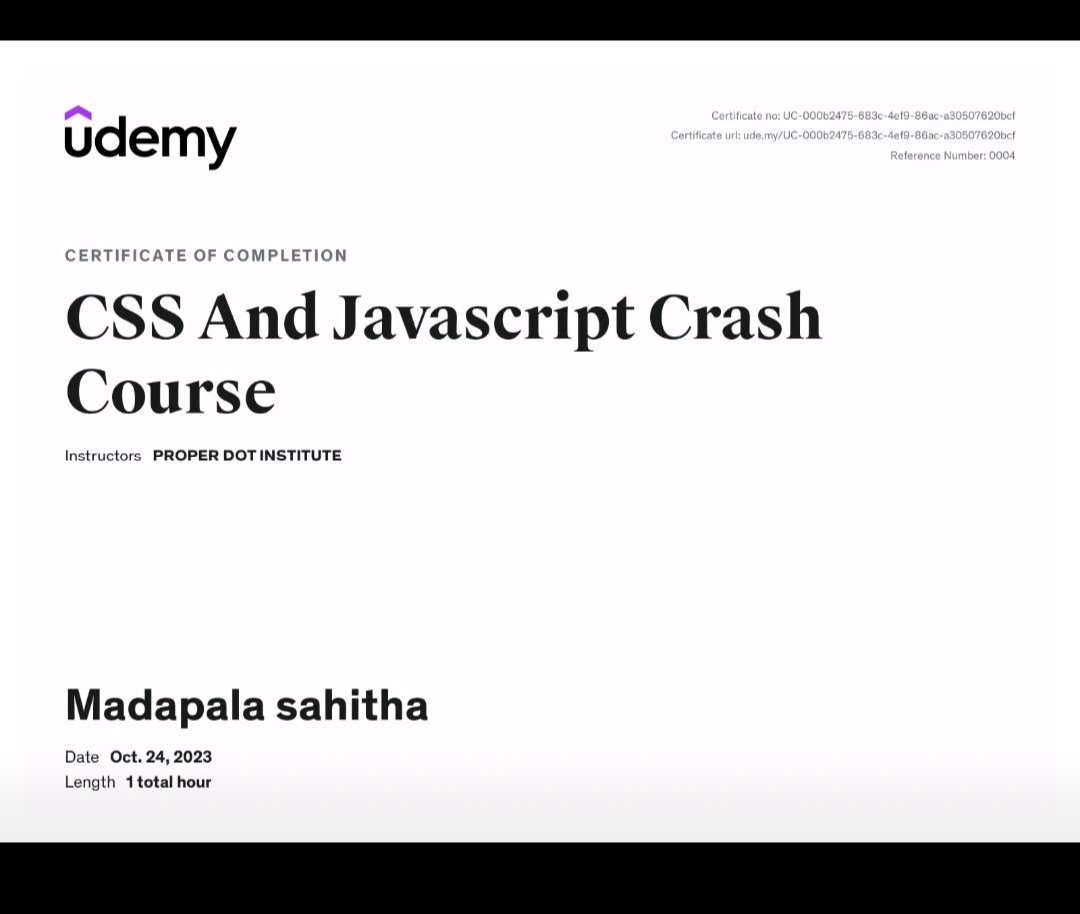 udemy
Certificate no: UC-000b2475-683c-4ef9-86ac-a30507620bcf
Certificate url: ude.my/UC-000b2475-683c-4ef9-86ac-a30507620bcf
Reference Number: 0004
CERTIFICATE OF COMPLETION
CSS And Javascript Crash
Course
Instructors PROPER DOT INSTITUTE
Madapala sahitha
Date Oct. 24, 2023
Length 1 total hour